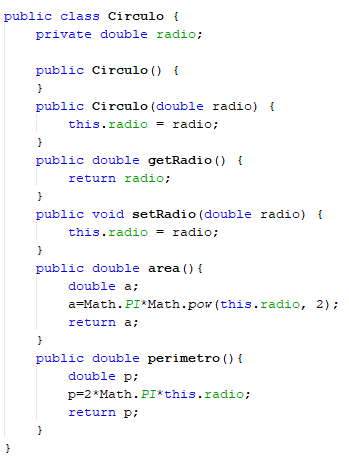 public class Circulo {
    private double radio;

    public Circulo() {
    }
    public Circulo(double radio) {
        this.radio = radio;
    }
    public double getRadio() {
        return radio;
    }
    public void setRadio(double radio) {
        this.radio = radio;
    }
    public double area(){
        double a;
        a=Math.PI*Math.pow(this.radio, 2);
        return a;
    }
    public double perimetro(){
        double p;
        p=2*Math.PI*this.radio;
        return p;
    }
}